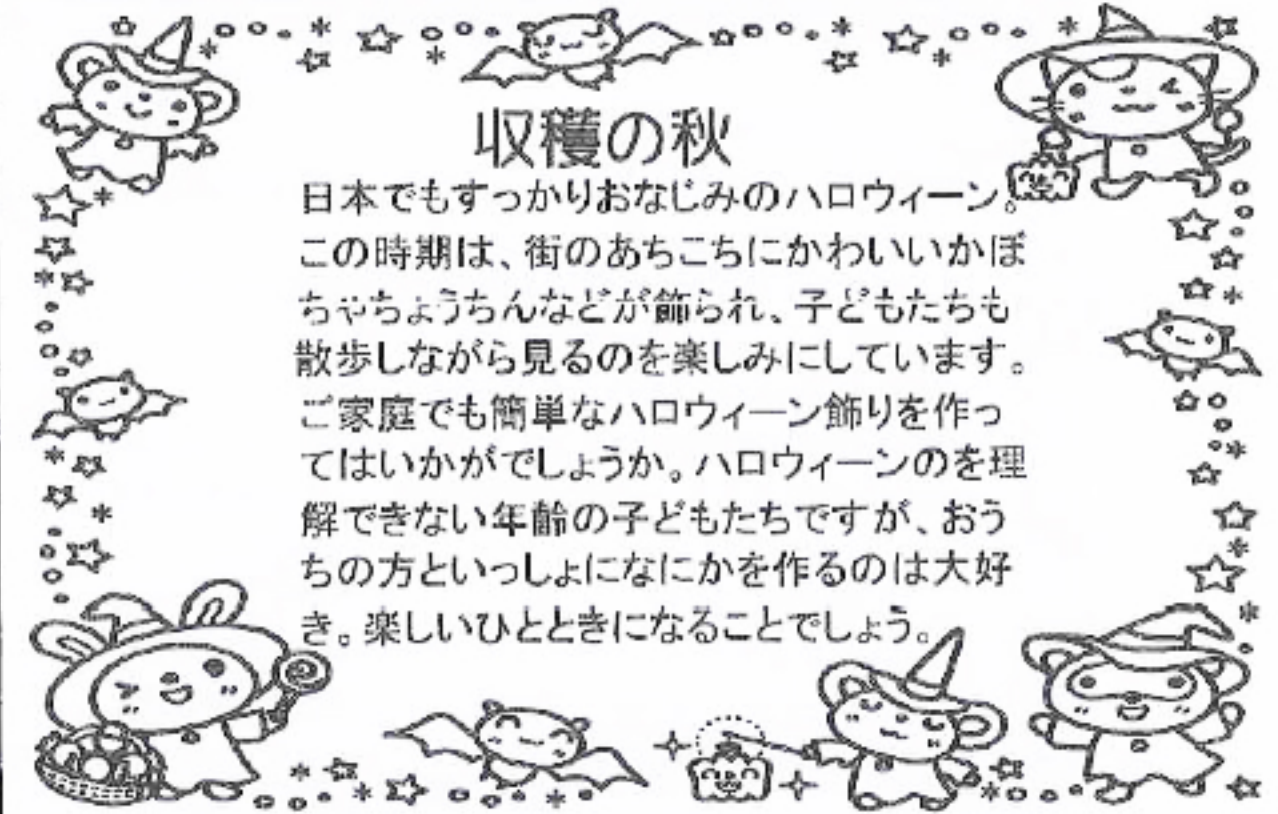 収穫の秋
日本でもすっかりおなじみのハロウィーン。
この時期は、街のあちこちにかわいいかぼ
ちゃちょうちんなどが飾られ、子どもたちも
散歩しながら見るのを楽しみにしています。
ご家庭でも簡単なハロウィーン飾りを作っ
てはいかがでしょうか。ハロウィーンのを理
解できない年齢の子どもたちですが、おう
ちの方といっしょになにかを作るのは大好
き。楽しいひとときになることでしょう。